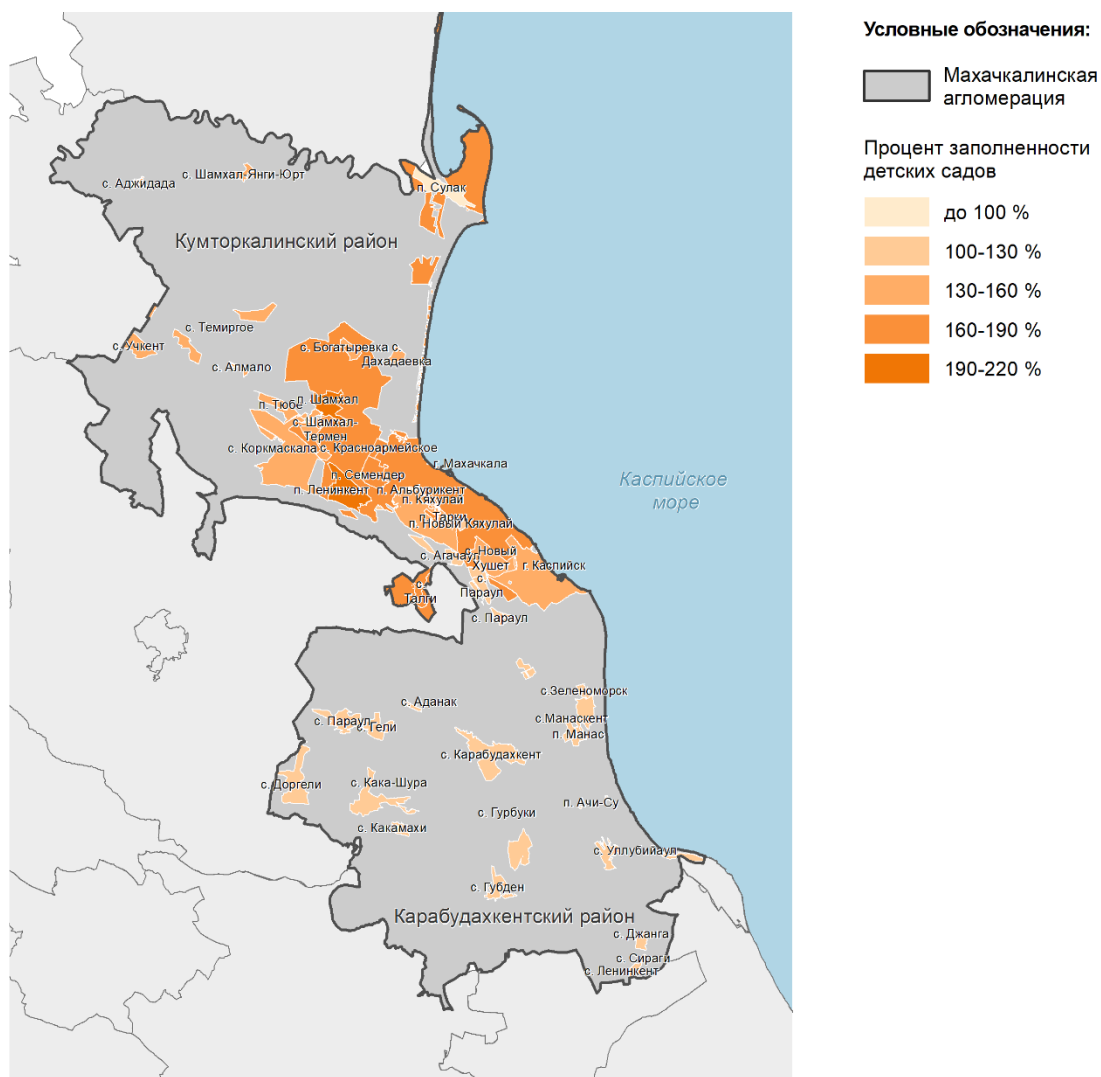 Условные обозначения:
Махачкалинская
агломерация
Процент заполненности
детских садов
до 100 %
100-130 %
130-160 %
160-190 %
190-220 %
с. Шамхал-Янги-Юрт
с. Аджидада
п. Сулак
Кумторкалинский район
с. Темиргое
с. Учкент
с. Богатыревка
с.
Дахадаевка
с. Алмало
п. Тюбе
п. Шамхал
с. Шамхал-
Термен
с. Коркмаскала
с. Красноармейское
г. Махачкала
п. Семендер
п. Ленинкент
п. Альбурикент
п. Кяхулай
п. Тарки
п. Новый Кяхулай
Каспийское
море
с. Агачаул
с. Новый
Хушет
г. Каспийск
с.
Талги
с.
Параул
с. Параул
с.Зеленоморск
с. Аданак
с. Параул
с. Гели
с.Манаскент
п. Манас
с. Карабудахкент
с. Доргели
с. Кака-Шура
п. Ачи-Су
с. Гурбуки
с. Какамахи
с. Уллубийаул
с. Губден
Карабудахкентский район
с. Джанга
с. Сираги
с. Ленинкент